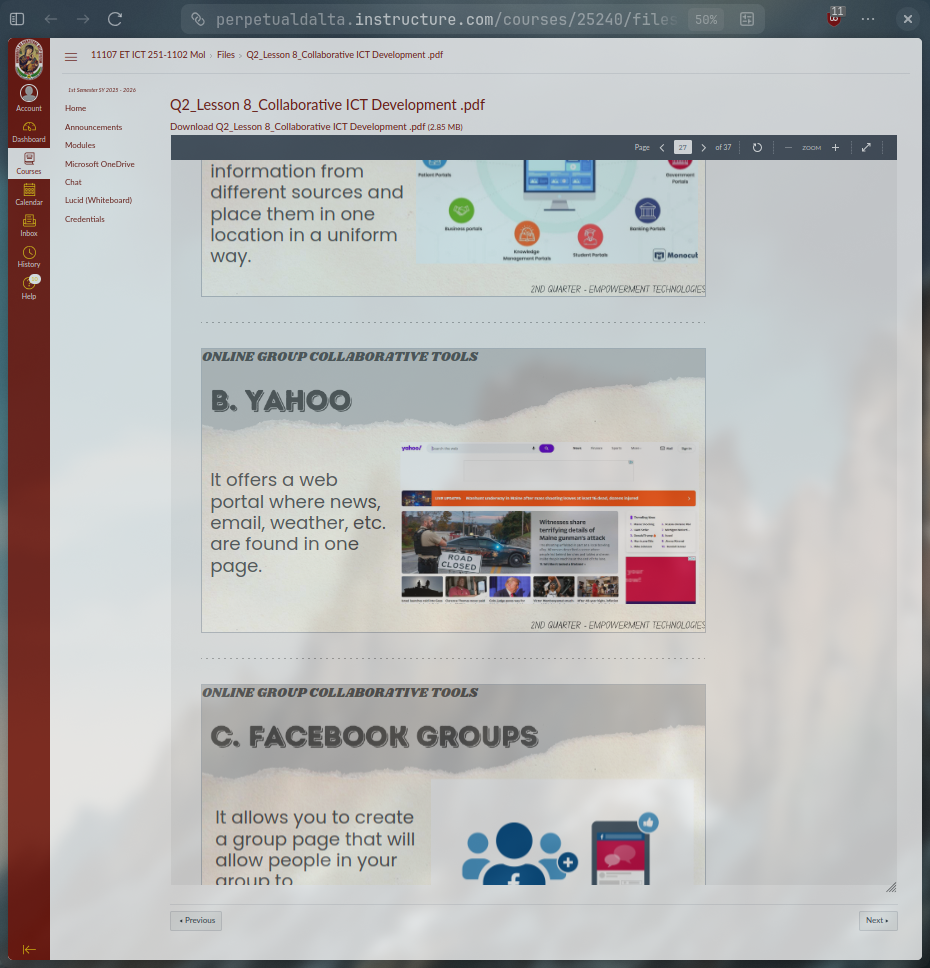 perpetualdalta.instructure.com/courses/25240/files
50%
11
11107 ET ICT 251-1102 Mol
Files
Q2_Lesson 8_Collaborative ICT Development .pdf
1st Semester SY 2025 - 2026
Home
Announcements
Modules
Microsoft OneDrive
Chat
Lucid (Whiteboard)
Credentials
Account
Dashboard
Courses
Calendar
Inbox
History
Help
Q2_Lesson 8_Collaborative ICT Development .pdf
Download Q2_Lesson 8_Collaborative ICT Development .pdf (2.85 MB)
Page 27 of 37
ZOOM
information from
different sources and
place them in one
location in a uniform
way.
Patient Portals
Government Portals
Business portals
Banking Portals
Knowledge Management Portals
Student Portals
Monocul
2ND QUARTER - EMPOWERMENT TECHNOLOGIES
ONLINE GROUP COLLABORATIVE TOOLS
B. YAHOO
It offers a web
portal where news,
email, weather, etc.
are found in one
page.
yahoo!
Witnesses share
terrifying details of
Maine gunman's attack
ROAD
CLOSED
2ND QUARTER - EMPOWERMENT TECHNOLOGIES
ONLINE GROUP COLLABORATIVE TOOLS
C. FACEBOOK GROUPS
It allows you to create
a group page that will
allow people in your
group to
Previous
Next